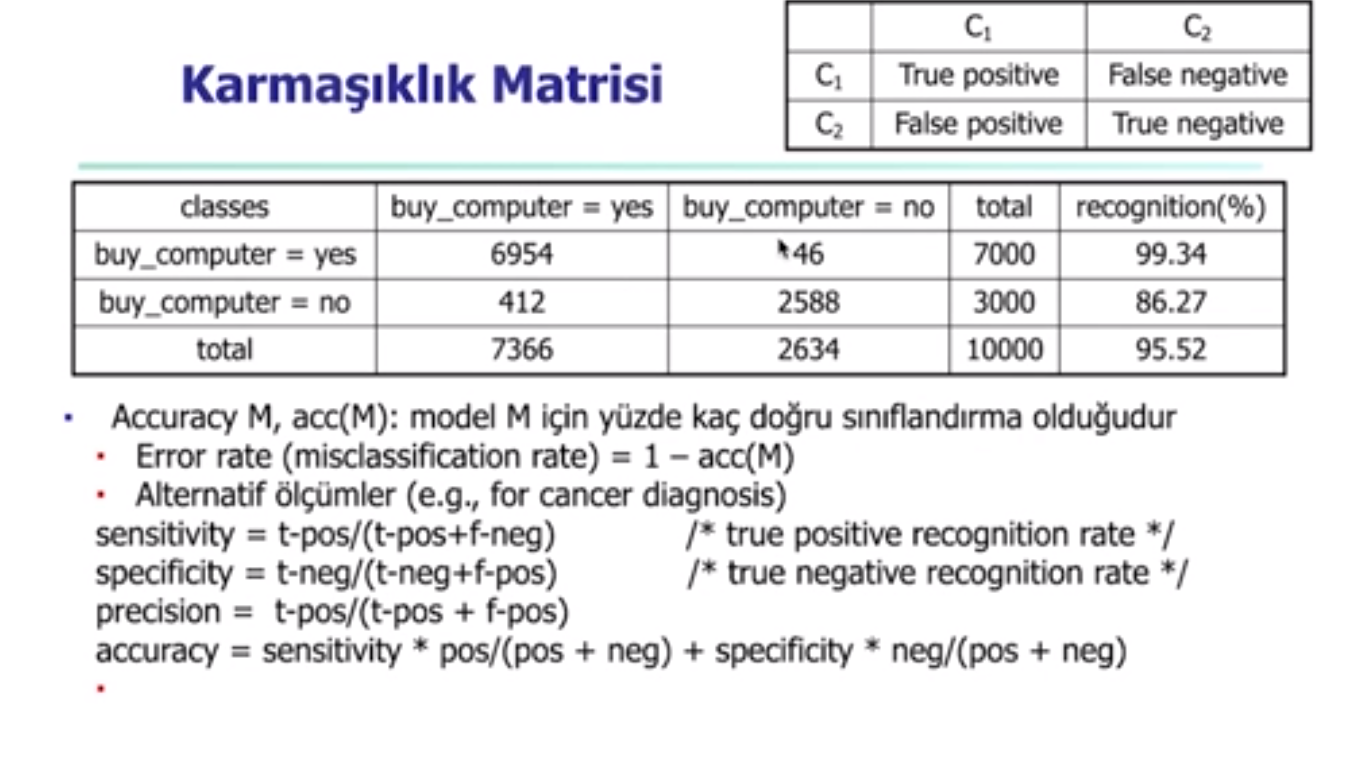 Karmaşıklık Matrisi
C₁ C₂
C₁ True positive False negative
C₂ False positive True negative
classes buy_computer = yes buy_computer = no total recognition(%)
buy_computer = yes 6954 46 7000 99.34
buy_computer = no 412 2588 3000 86.27
total 7366 2634 10000 95.52
▪ Accuracy M, acc(M): model M için yüzde kaç doğru sınıflandırma olduğudur
▪ Error rate (misclassification rate) = 1 – acc(M)
▪ Alternatif ölçümler (e.g., for cancer diagnosis)
sensitivity = t-pos/(t-pos+f-neg) /* true positive recognition rate */
specificity = t-neg/(t-neg+f-pos) /* true negative recognition rate */
precision = t-pos/(t-pos + f-pos)
accuracy = sensitivity * pos/(pos + neg) + specificity * neg/(pos + neg)